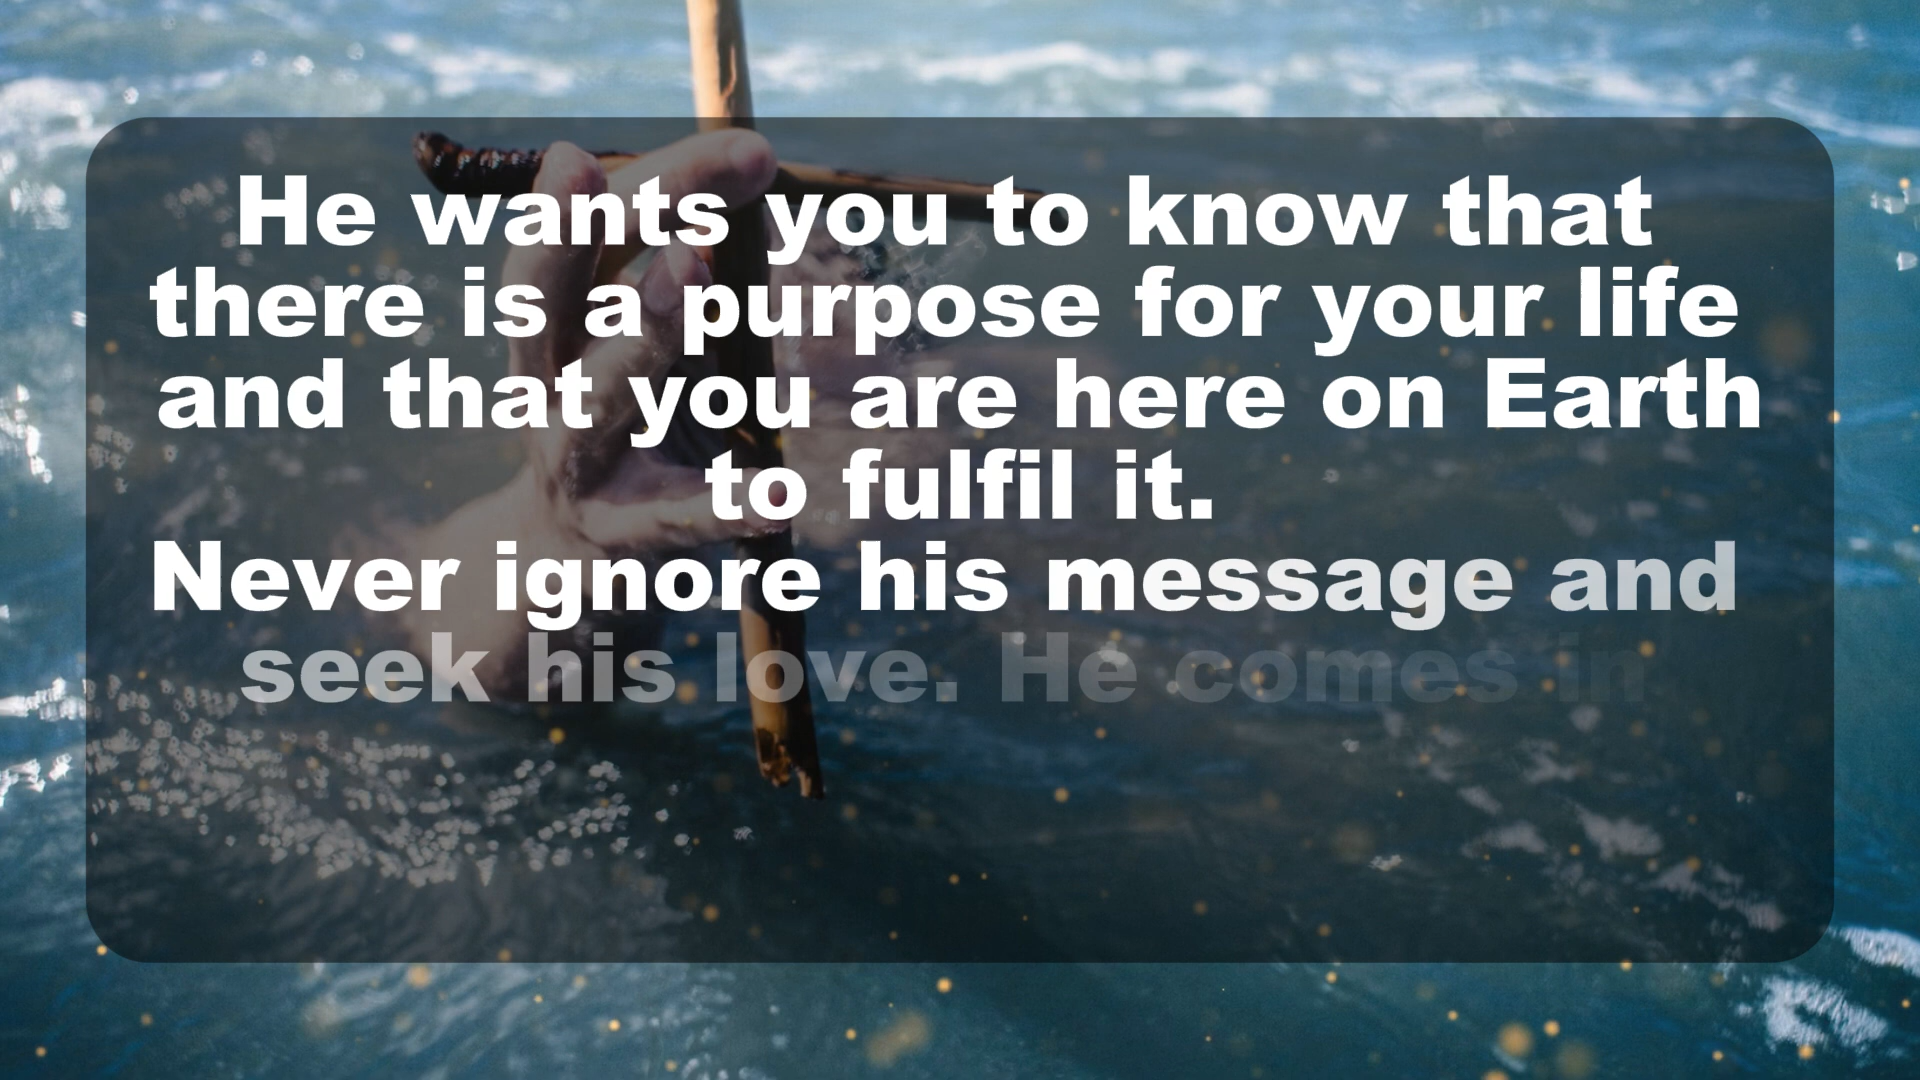 He wants you to know that
there is a purpose for your life
and that you are here on Earth
to fulfil it.
Never ignore his message and
seek his love. He comes in